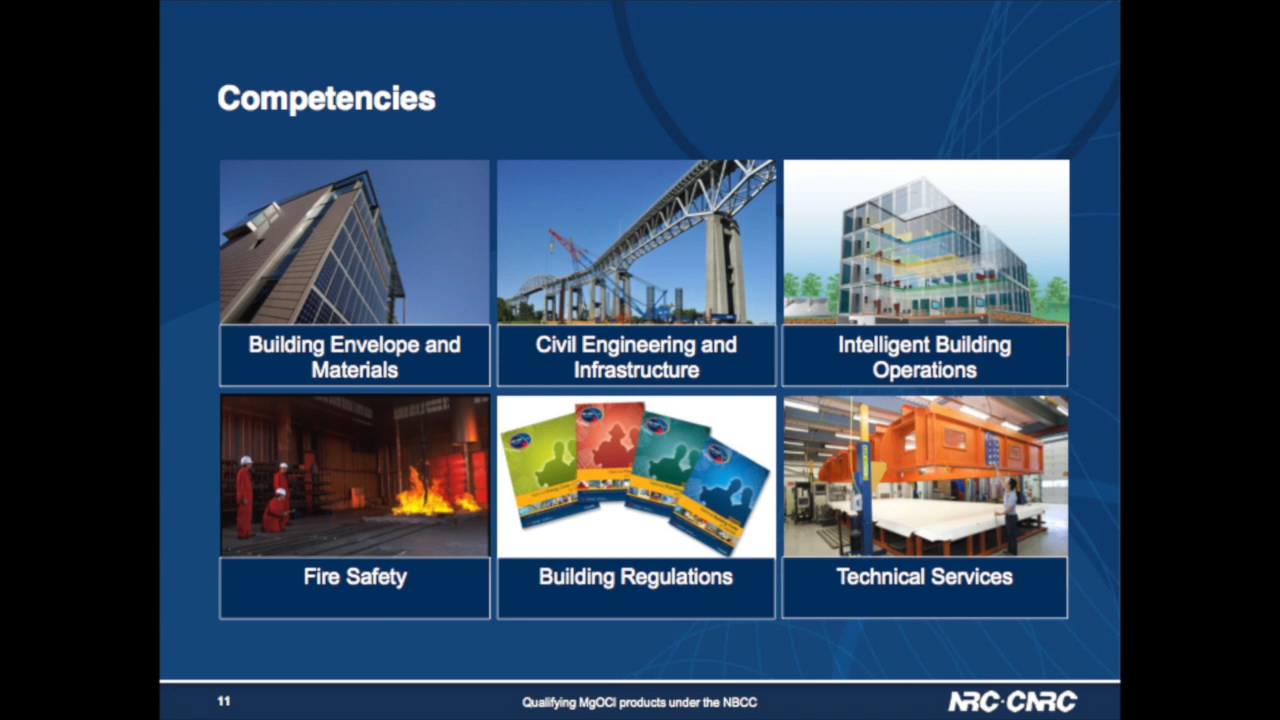 Competencies
Building Envelope and
Materials
Civil Engineering and
Infrastructure
Intelligent Building
Operations
Fire Safety
Building Regulations
Technical Services
11
Qualifying MgOCl products under the NBCC
NRC·CNRC